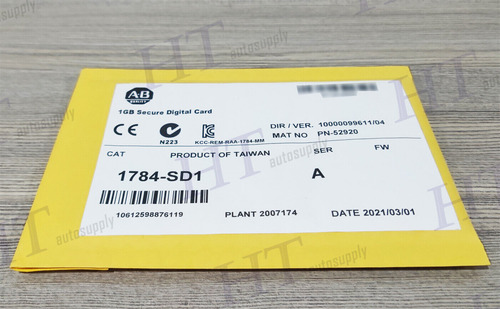 AB
1GB Secure Digital Card
CE
N223
KCC-REM-RAA-1784-MM
DIR / VER. 10000099611/04
MAT NO PN-52920
CAT PRODUCT OF TAIWAN SER FW
1784-SD1 A
10612598876119 PLANT 2007174 DATE 2021/03/01
HT autosupply